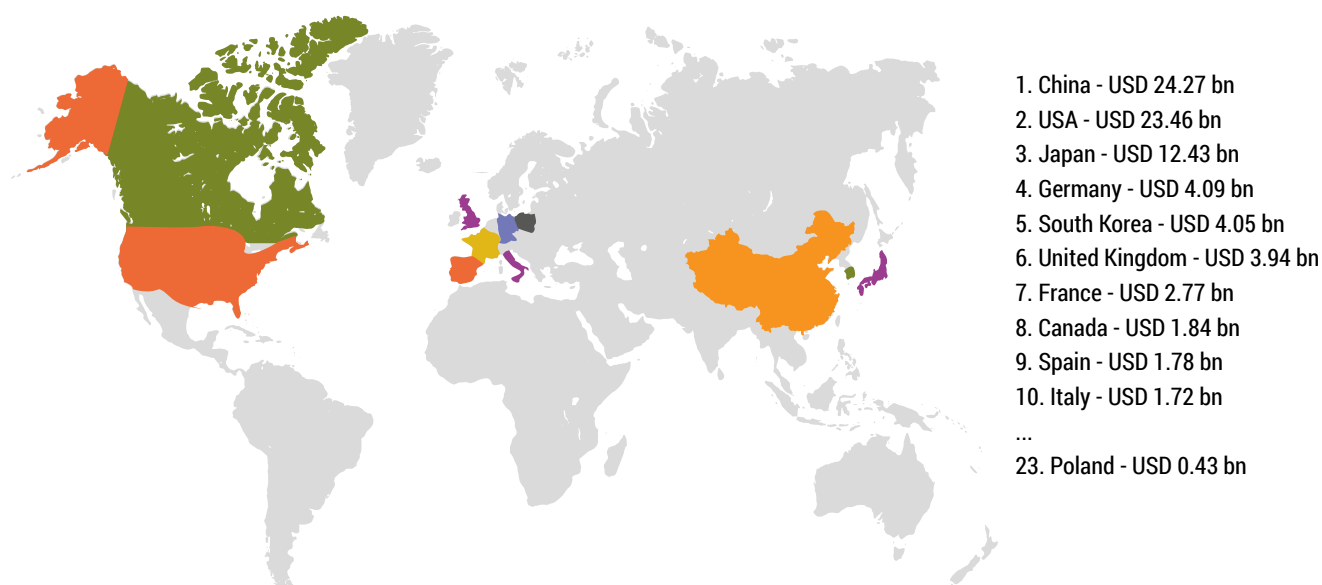 1. China - USD 24.27 bn
2. USA - USD 23.46 bn
3. Japan - USD 12.43 bn
4. Germany - USD 4.09 bn
5. South Korea - USD 4.05 bn
6. United Kingdom - USD 3.94 bn
7. France - USD 2.77 bn
8. Canada - USD 1.84 bn
9. Spain - USD 1.78 bn
10. Italy - USD 1.72 bn
...
23. Poland - USD 0.43 bn